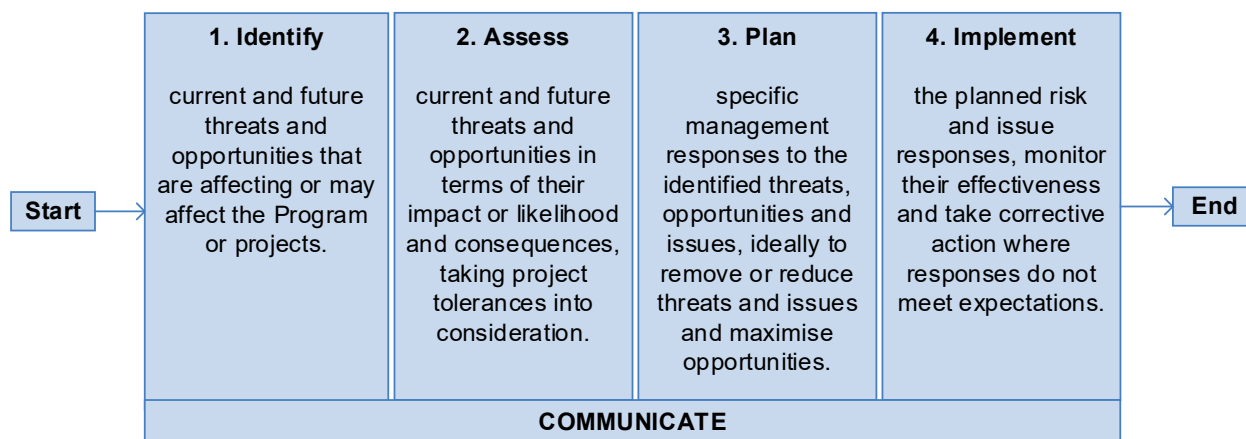 Start
1. Identify
current and future
threats and
opportunities that
are affecting or may
affect the Program
or projects.
2. Assess
current and future
threats and
opportunities in
terms of their
impact or likelihood
and consequences,
taking project
tolerances into
consideration.
3. Plan
specific
management
responses to the
identified threats,
opportunities and
issues, ideally to
remove or reduce
threats and issues
and maximise
opportunities.
4. Implement
the planned risk
and issue
responses, monitor
their effectiveness
and take corrective
action where
responses do not
meet expectations.
End
COMMUNICATE